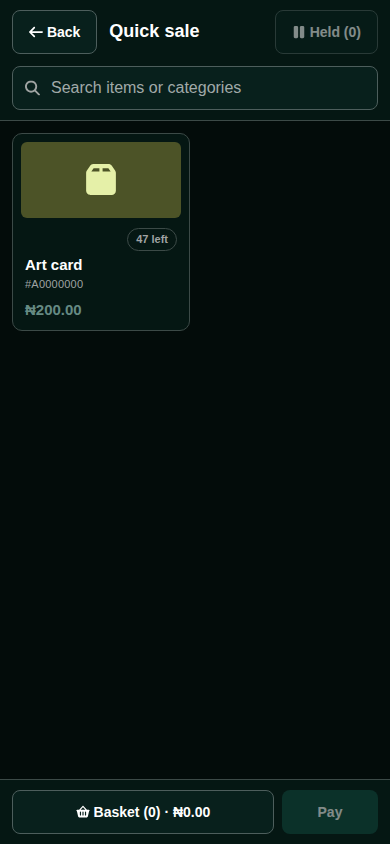 Back
Quick sale
Held (0)
Search items or categories
47 left
Art card
#A0000000
₦200.00
Basket (0) · ₦0.00
Pay